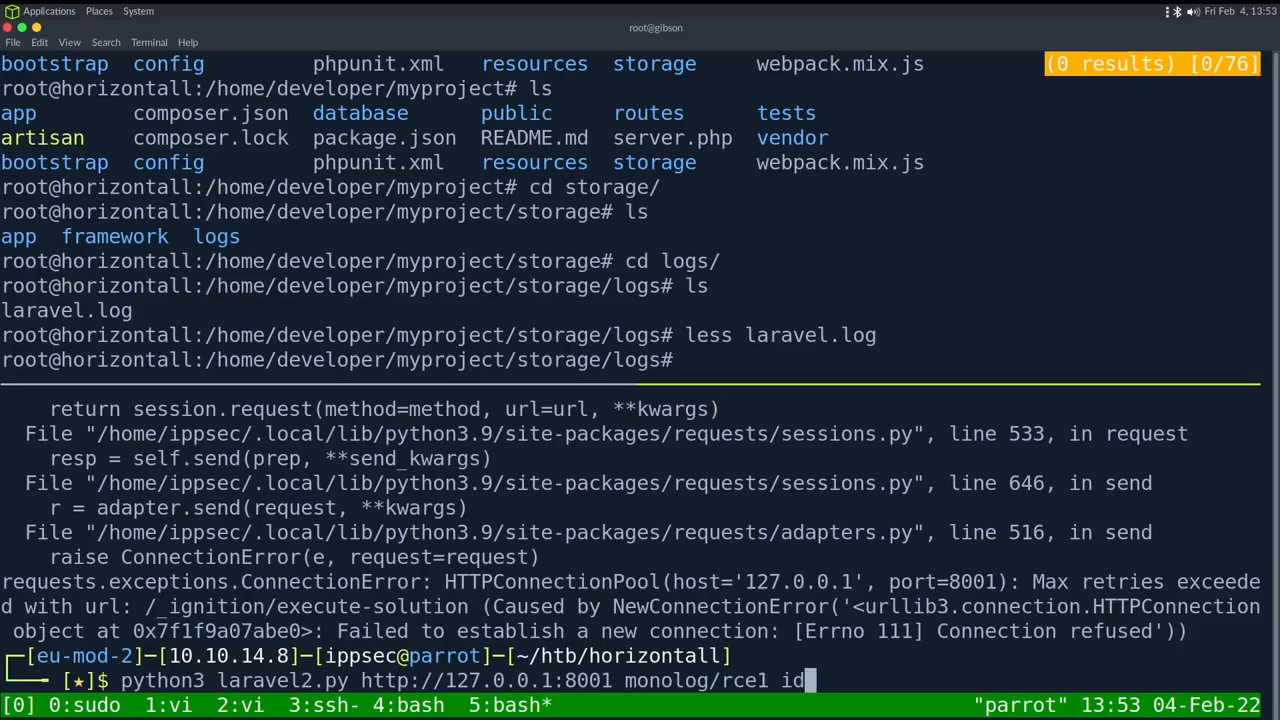 Applications Places System Fri Feb 4, 13:53
root@gibson
File Edit View Search Terminal Help
bootstrap config phpunit.xml resources storage webpack.mix.js (0 results) [0/76]
root@horizontall:/home/developer/myproject# ls
app composer.json database public routes tests
artisan composer.lock package.json README.md server.php vendor
bootstrap config phpunit.xml resources storage webpack.mix.js
root@horizontall:/home/developer/myproject# cd storage/
root@horizontall:/home/developer/myproject/storage# ls
app framework logs
root@horizontall:/home/developer/myproject/storage# cd logs/
root@horizontall:/home/developer/myproject/storage/logs# ls
laravel.log
root@horizontall:/home/developer/myproject/storage/logs# less laravel.log
root@horizontall:/home/developer/myproject/storage/logs#
return session.request(method=method, url=url, **kwargs)
File "/home/ippsec/.local/lib/python3.9/site-packages/requests/sessions.py", line 533, in request
resp = self.send(prep, **send_kwargs)
File "/home/ippsec/.local/lib/python3.9/site-packages/requests/sessions.py", line 646, in send
r = adapter.send(request, **kwargs)
File "/home/ippsec/.local/lib/python3.9/site-packages/requests/adapters.py", line 516, in send
raise ConnectionError(e, request=request)
requests.exceptions.ConnectionError: HTTPConnectionPool(host='127.0.0.1', port=8001): Max retries exceede
d with url: /_ignition/execute-solution (Caused by NewConnectionError('<urllib3.connection.HTTPConnection
object at 0x7f1f9a07abe0>: Failed to establish a new connection: [Errno 111] Connection refused'))
┌─[eu-mod-2]─[10.10.14.8]─[ippsec@parrot]─[~/htb/horizontall]
└──╼ [★]$ python3 laravel2.py http://127.0.0.1:8001 monolog/rce1 id
[0] 0:sudo 1:vi 2:vi 3:ssh- 4:bash 5:bash* "parrot" 13:53 04-Feb-22